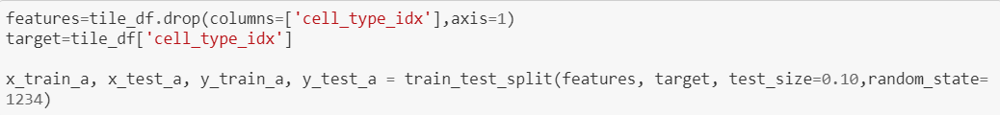 features=tile_df.drop(columns=['cell_type_idx'],axis=1)
target=tile_df['cell_type_idx']
x_train_a, x_test_a, y_train_a, y_test_a = train_test_split(features, target, test_size=0.10,random_state=
1234)